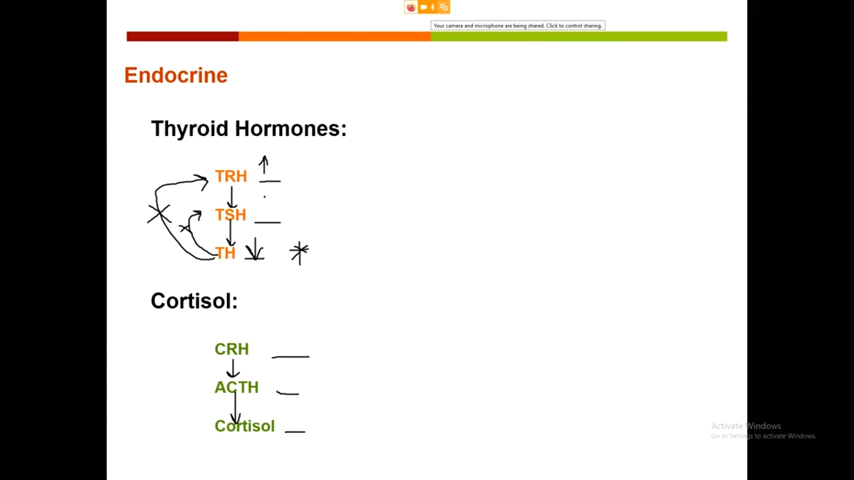 Your camera and microphone are being shared. Click to control sharing.
Endocrine
Thyroid Hormones:
TRH
TSH
TH
Cortisol:
CRH
ACTH
Cortisol
Activate Windows
Go to Settings to activate Windows.